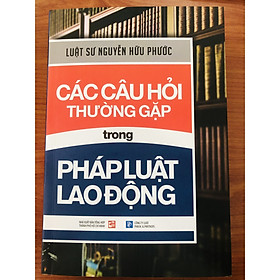 LUẬT SƯ NGUYỄN HỮU PHƯỚC
CÁC CÂU HỎI
THƯỜNG GẶP
trong
PHÁP LUẬT
LAO ĐỘNG